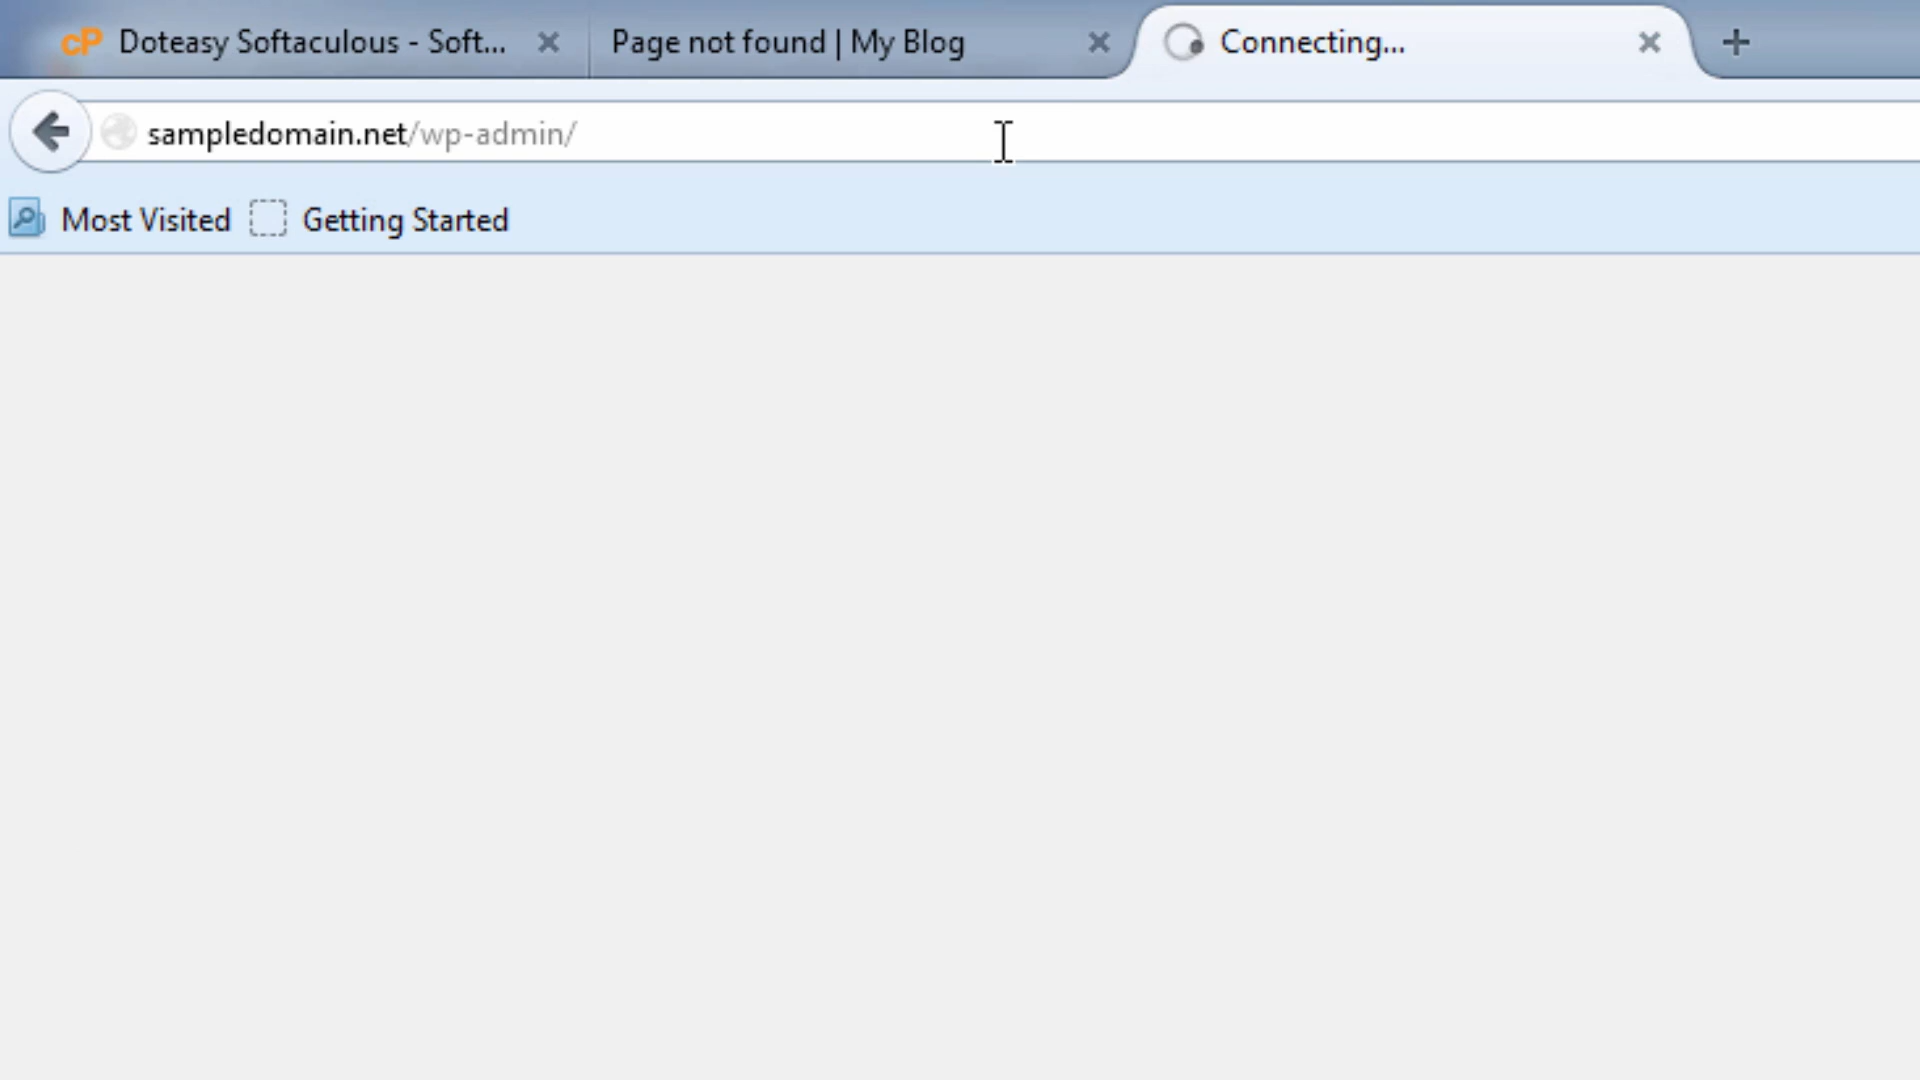 cP Doteasy Softaculous - Soft... Page not found | My Blog Connecting...
sampledomain.net/wp-admin/
Most Visited Getting Started